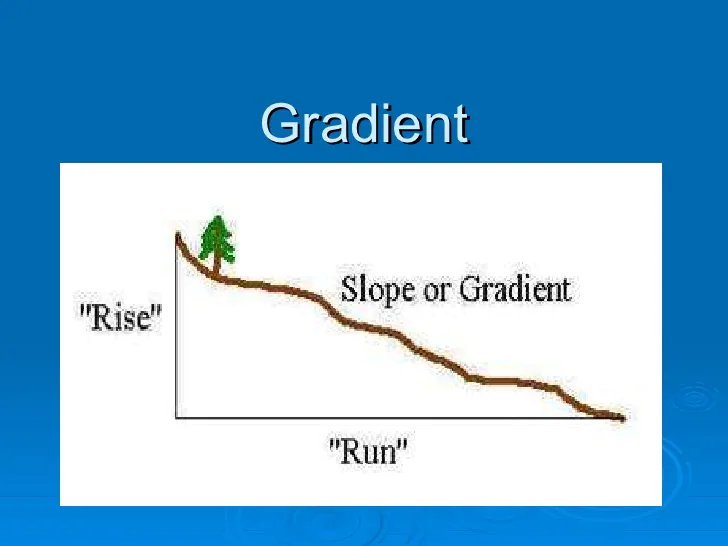 Gradient
Slope or Gradient
"Rise"
"Run"